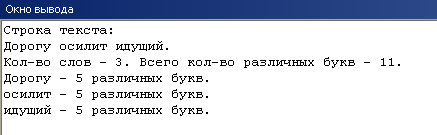 Окно вывода
Строка текста:
Дорогу осилит идущий.
Кол-во слов - 3. Всего кол-во различных букв - 11.
Дорогу - 5 различных букв.
осилит - 5 различных букв.
идущий - 5 различных букв.